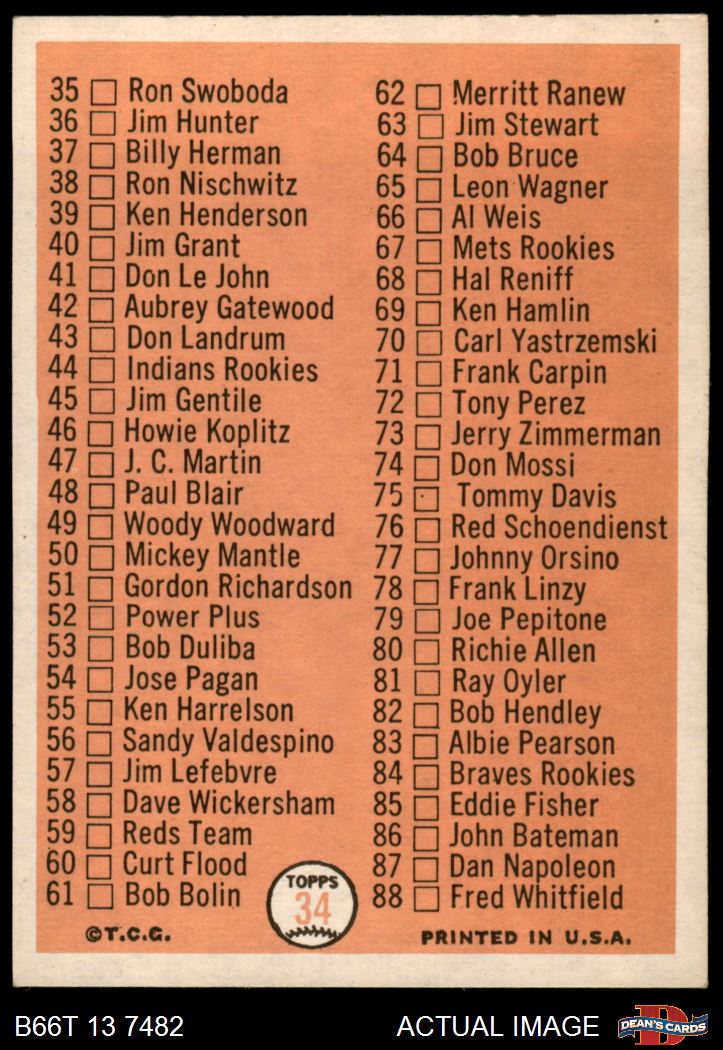 35 Ron Swoboda
36 Jim Hunter
37 Billy Herman
38 Ron Nischwitz
39 Ken Henderson
40 Jim Grant
41 Don Le John
42 Aubrey Gatewood
43 Don Landrum
44 Indians Rookies
45 Jim Gentile
46 Howie Koplitz
47 J. C. Martin
48 Paul Blair
49 Woody Woodward
50 Mickey Mantle
51 Gordon Richardson
52 Power Plus
53 Bob Duliba
54 Jose Pagan
55 Ken Harrelson
56 Sandy Valdespino
57 Jim Lefebvre
58 Dave Wickersham
59 Reds Team
60 Curt Flood
61 Bob Bolin
62 Merritt Ranew
63 Jim Stewart
64 Bob Bruce
65 Leon Wagner
66 Al Weis
67 Mets Rookies
68 Hal Reniff
69 Ken Hamlin
70 Carl Yastrzemski
71 Frank Carpin
72 Tony Perez
73 Jerry Zimmerman
74 Don Mossi
75 Tommy Davis
76 Red Schoendienst
77 Johnny Orsino
78 Frank Linzy
79 Joe Pepitone
80 Richie Allen
81 Ray Oyler
82 Bob Hendley
83 Albie Pearson
84 Braves Rookies
85 Eddie Fisher
86 John Bateman
87 Dan Napoleon
88 Fred Whitfield
TOPPS
34
©T.C.G.
PRINTED IN U.S.A.
B66T 13 7482
ACTUAL IMAGE
D
DEAN'S CARDS